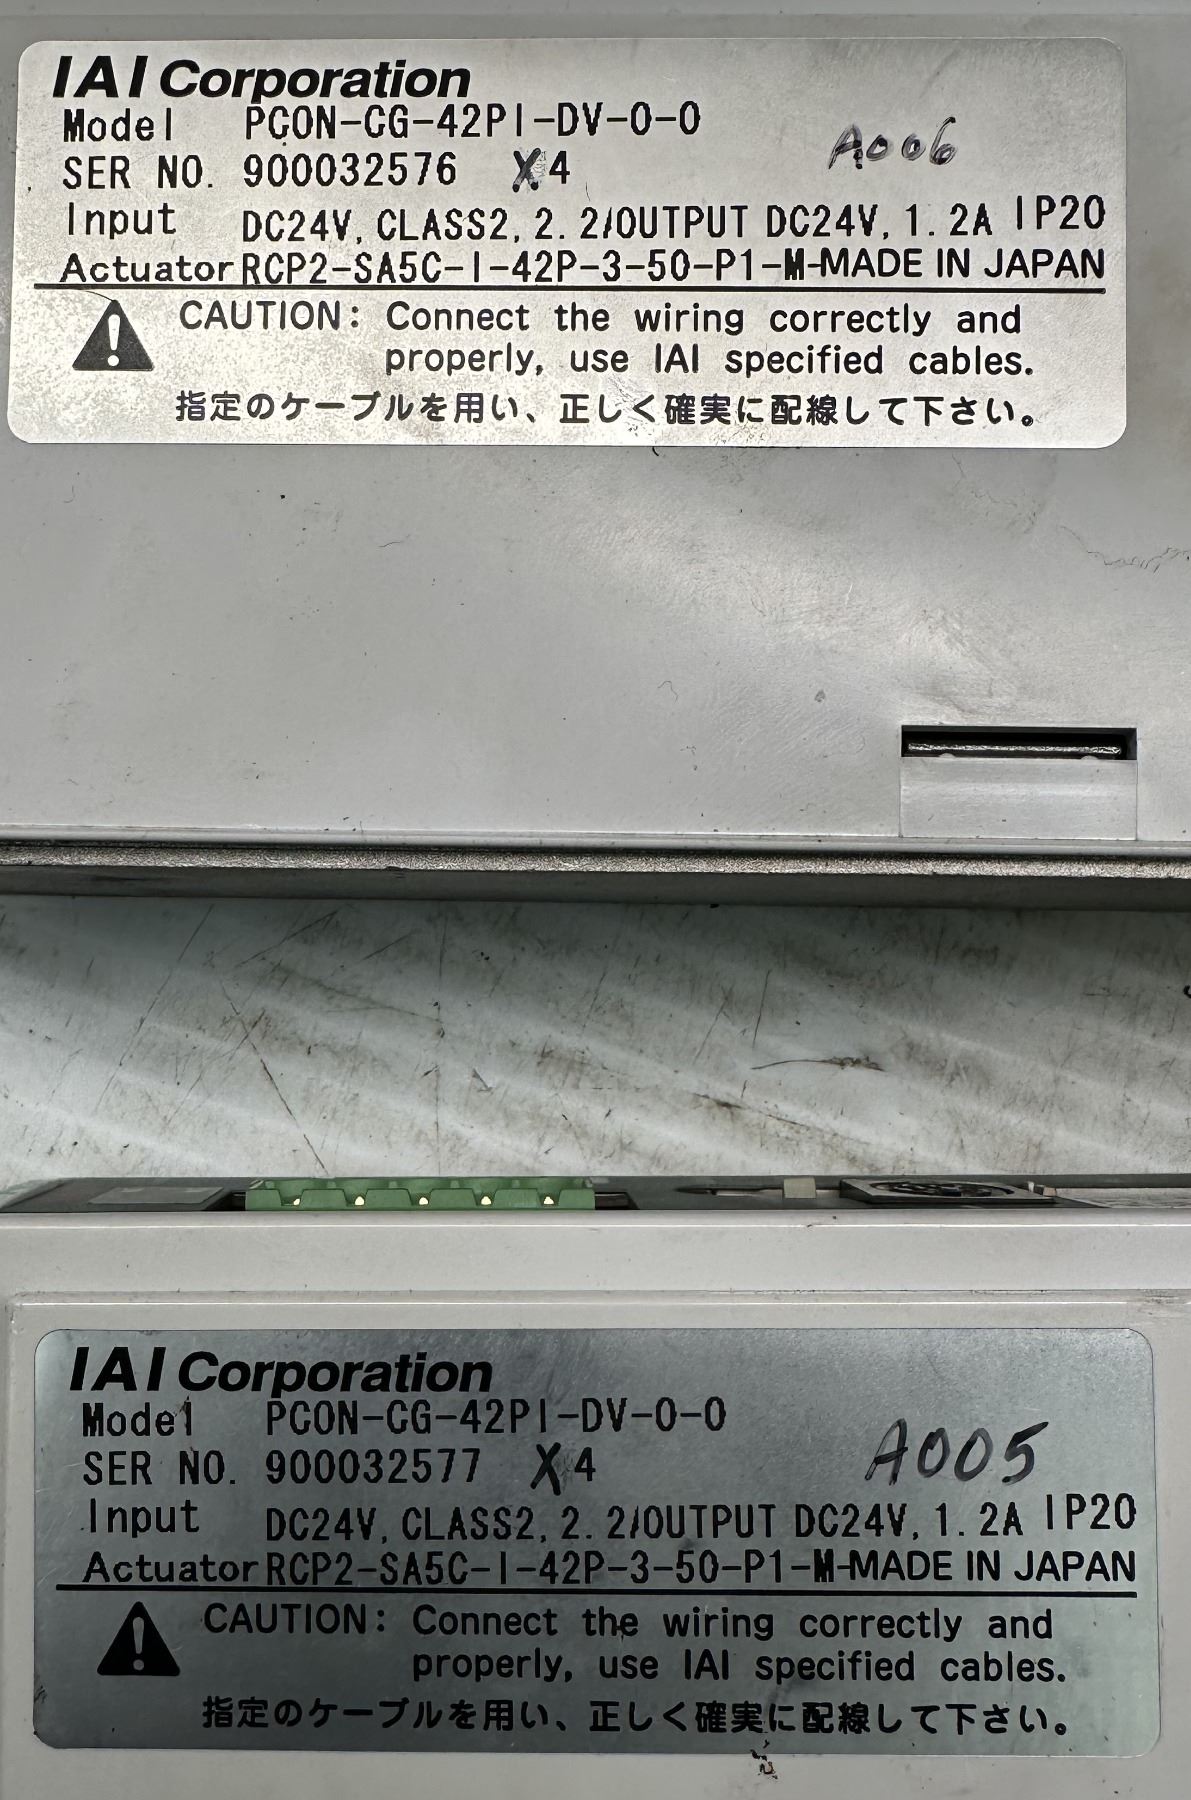 IAI Corporation
Model PCON-CG-42PI-DV-0-0
A006
SER NO. 900032576 X4
Input DC24V, CLASS2, 2.2/OUTPUT DC24V, 1.2A IP20
Actuator RCP2-SA5C-I-42P-3-50-P1-M-MADE IN JAPAN
CAUTION: Connect the wiring correctly and
properly, use IAI specified cables.
指定のケーブルを用い、正しく確実に配線して下さい。
IAI Corporation
Model PCON-CG-42PI-DV-0-0
A005
SER NO. 900032577 X4
Input DC24V, CLASS2, 2.2/OUTPUT DC24V, 1.2A IP20
Actuator RCP2-SA5C-I-42P-3-50-P1-M-MADE IN JAPAN
CAUTION: Connect the wiring correctly and
properly, use IAI specified cables.
指定のケーブルを用い、正しく確実に配線して下さい。